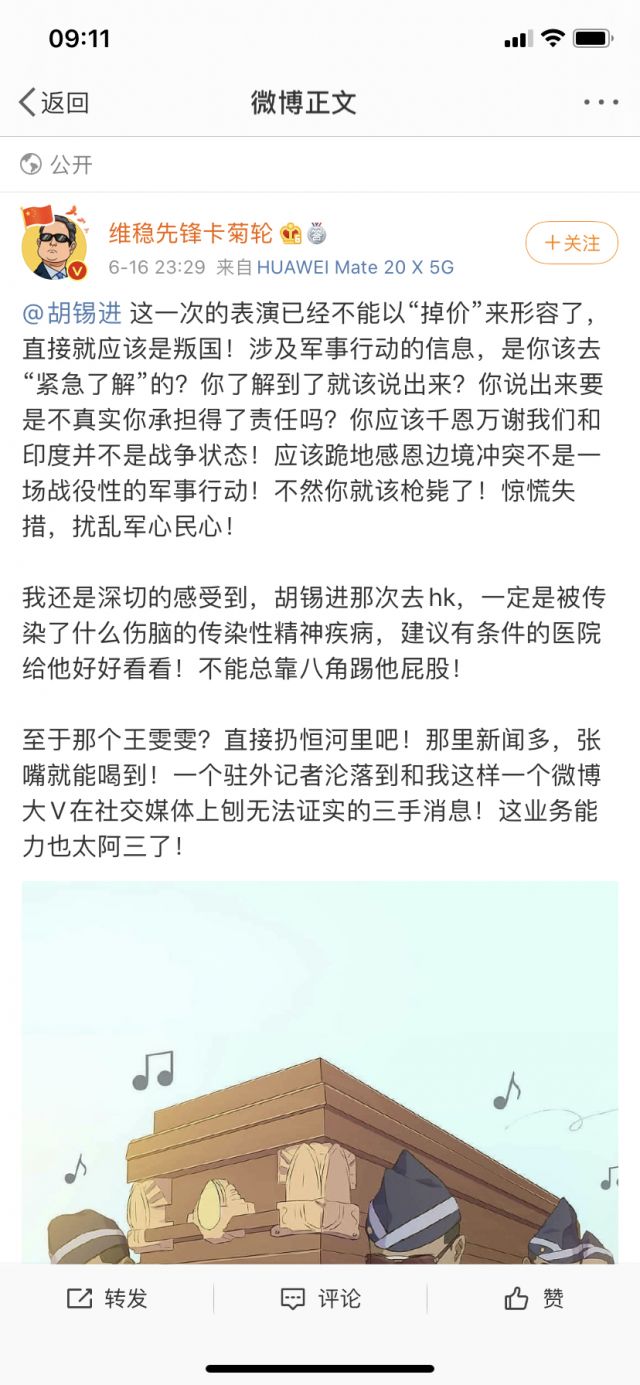 09:11
返回
微博正文
公开
维稳先锋卡菊轮
6-16 23:29 来自 HUAWEI Mate 20 X 5G
+关注
@胡锡进 这一次的表演已经不能以“掉价”来形容了，
直接就应该是叛国！涉及军事行动的信息，是你该去
“紧急了解”的？你了解到了就该说出来？你说出来要
是不真实你承担得了责任吗？你应该千恩万谢我们和
印度并不是战争状态！应该跪地感恩边境冲突不是一
场战役性的军事行动！不然你就该枪毙了！惊慌失
措，扰乱军心民心！
我还是深切的感受到，胡锡进那次去hk，一定是被传
染了什么伤脑的传染性精神疾病，建议有条件的医院
给他好好看看！不能总靠八角踢他屁股！
至于那个王雯雯？直接扔恒河里吧！那里新闻多，张
嘴就能喝到！一个驻外记者沦落到和我这样一个微博
大V在社交媒体上刨无法证实的三手消息！这业务能
力也太阿三了！
转发
评论
赞